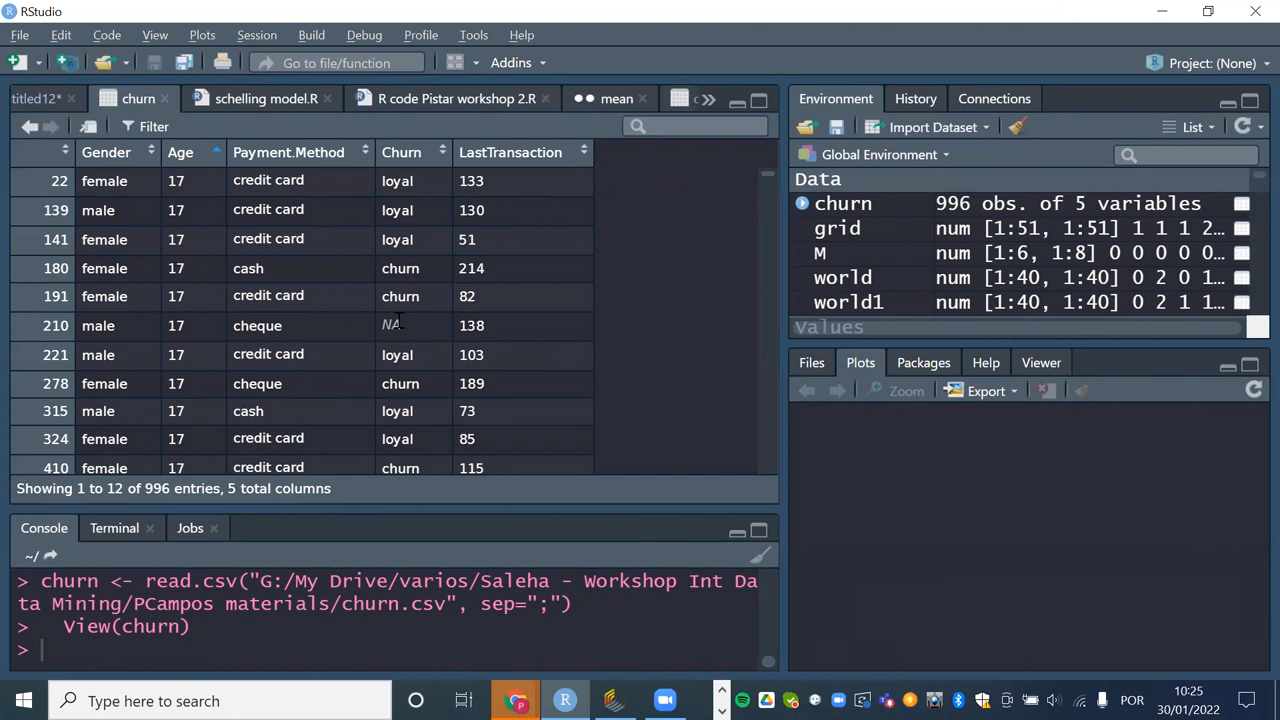 RStudio
File Edit Code View Plots Session Build Debug Profile Tools Help
Go to file/function Addins Project: (None)
titled12* churn schelling model.R R code Pistar workshop 2.R mean
Filter
Gender Age Payment.Method Churn LastTransaction
22 female 17 credit card loyal 133
139 male 17 credit card loyal 130
141 female 17 credit card loyal 51
180 female 17 cash churn 214
191 female 17 credit card churn 82
210 male 17 cheque NA 138
221 male 17 credit card loyal 103
278 female 17 cheque churn 189
315 male 17 cash loyal 73
324 female 17 credit card loyal 85
410 female 17 credit card churn 115
Showing 1 to 12 of 996 entries, 5 total columns
Console Terminal Jobs
~/
> churn <- read.csv("G:/My Drive/varios/Saleha - Workshop Int Da
ta Mining/PCampos materials/churn.csv", sep=";")
> View(churn)
>
Environment History Connections
Import Dataset List
Global Environment
Data
churn 996 obs. of 5 variables
grid num [1:51, 1:51] 1 1 1 2...
M num [1:6, 1:8] 0 0 0 0 0...
world num [1:40, 1:40] 0 2 0 1...
world1 num [1:40, 1:40] 0 2 1 1...
Values
Files Plots Packages Help Viewer
Zoom Export
Type here to search
POR
10:25
30/01/2022